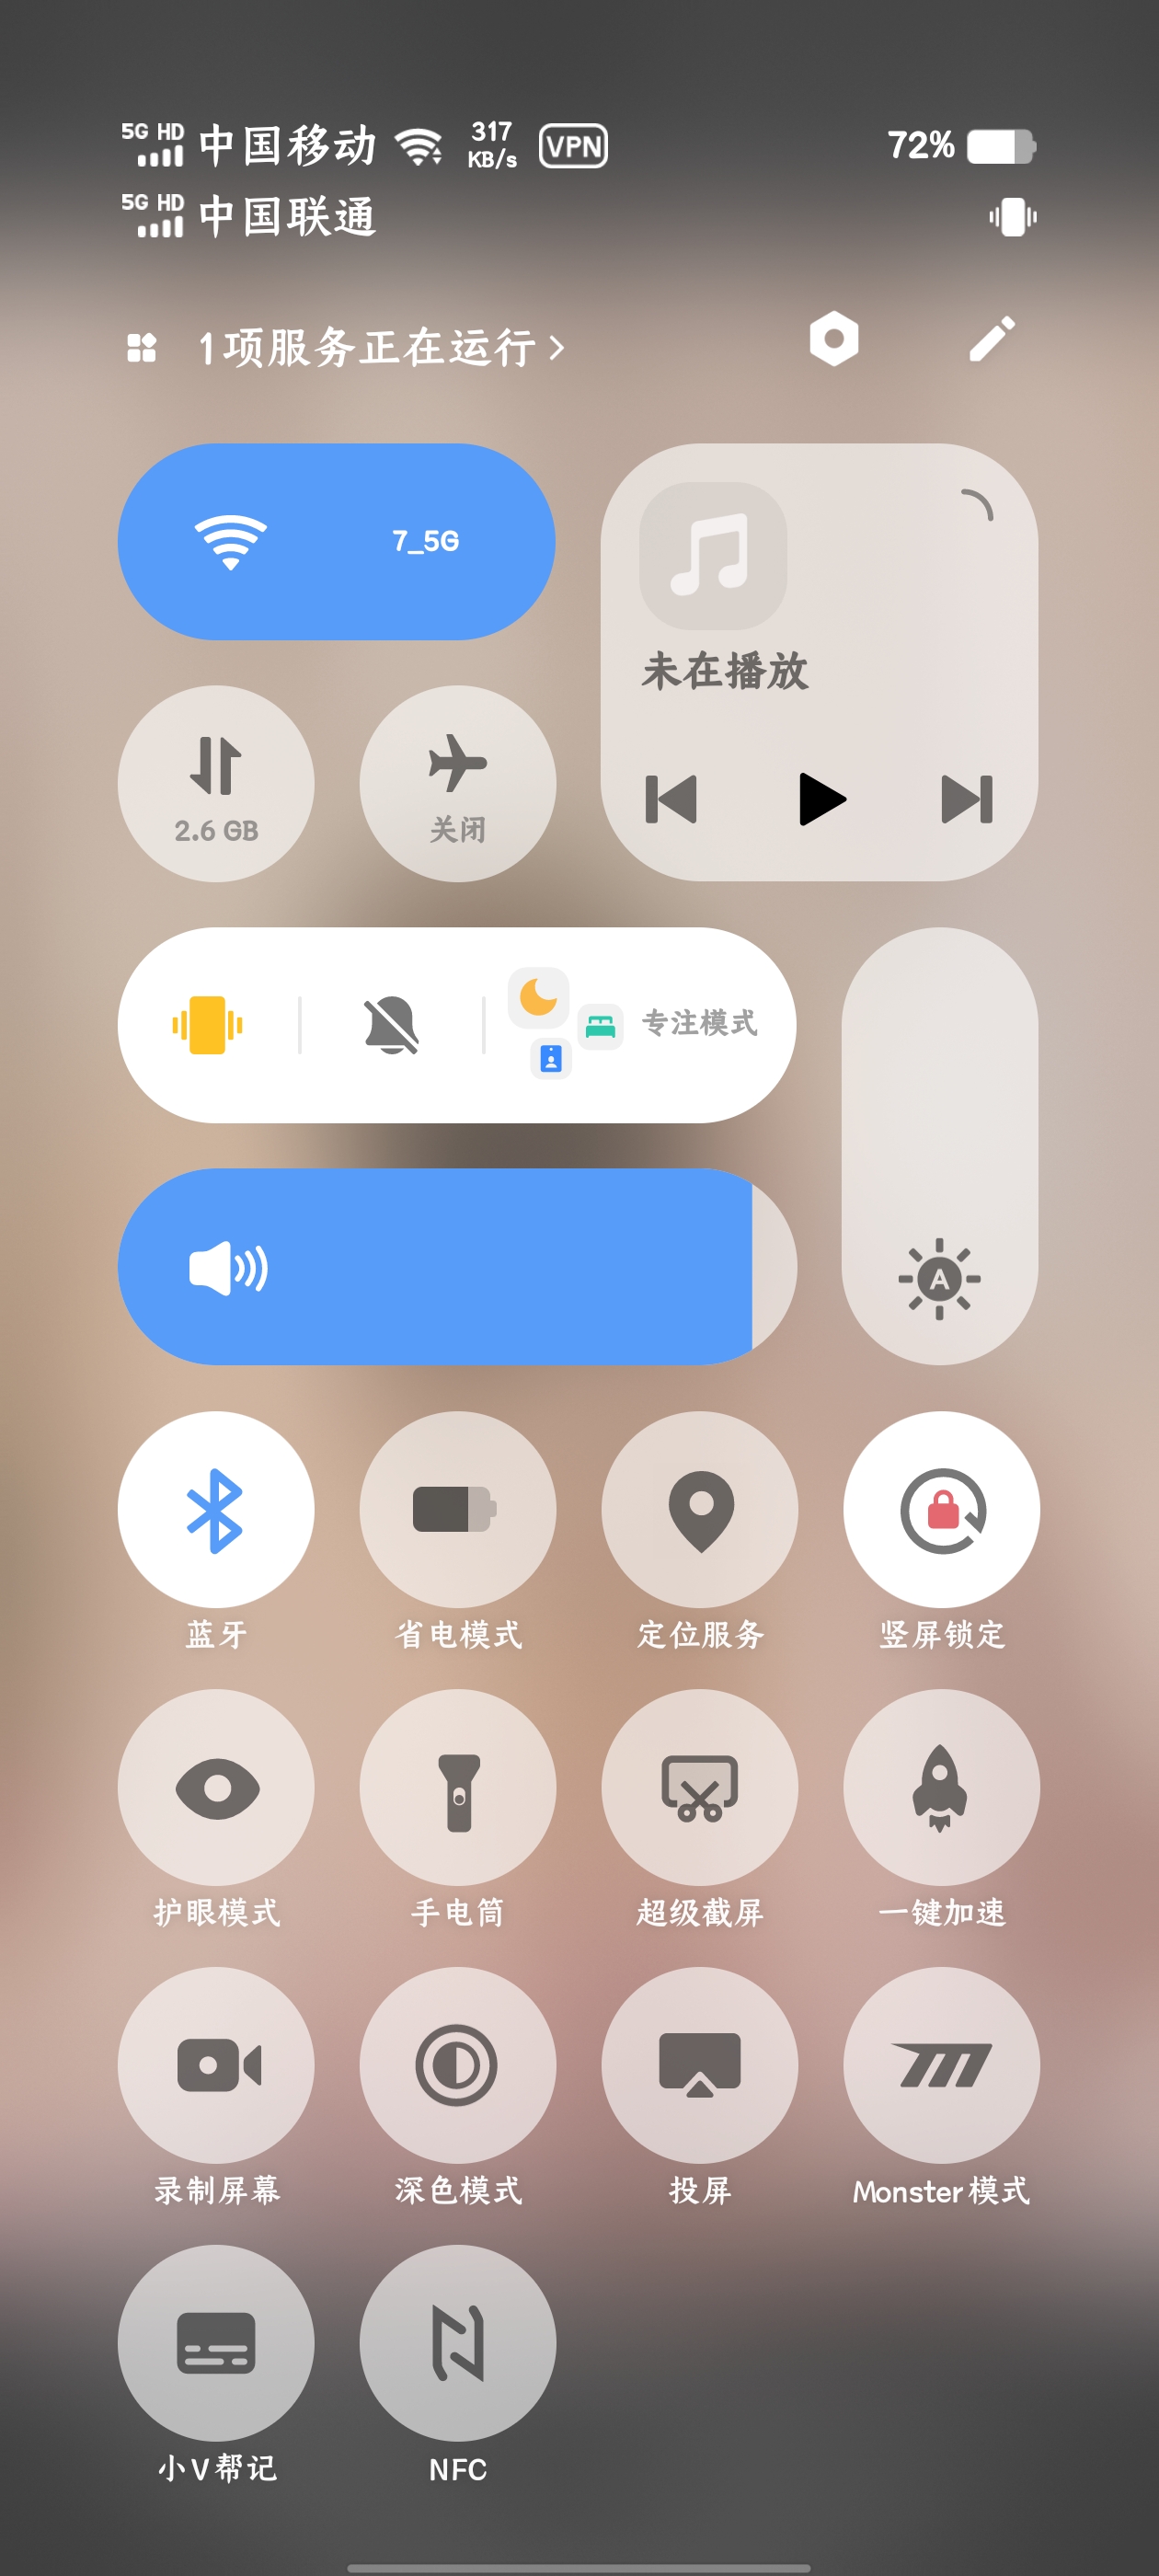 5G HD 中国移动 317 KB/s VPN 72%
5G HD 中国联通
1项服务正在运行
7_5G
未在播放
2.6 GB 关闭
专注模式
A
蓝牙 省电模式 定位服务 竖屏锁定
护眼模式 手电筒 超级截屏 一键加速
录制屏幕 深色模式 投屏 Monster模式
小V帮记 NFC